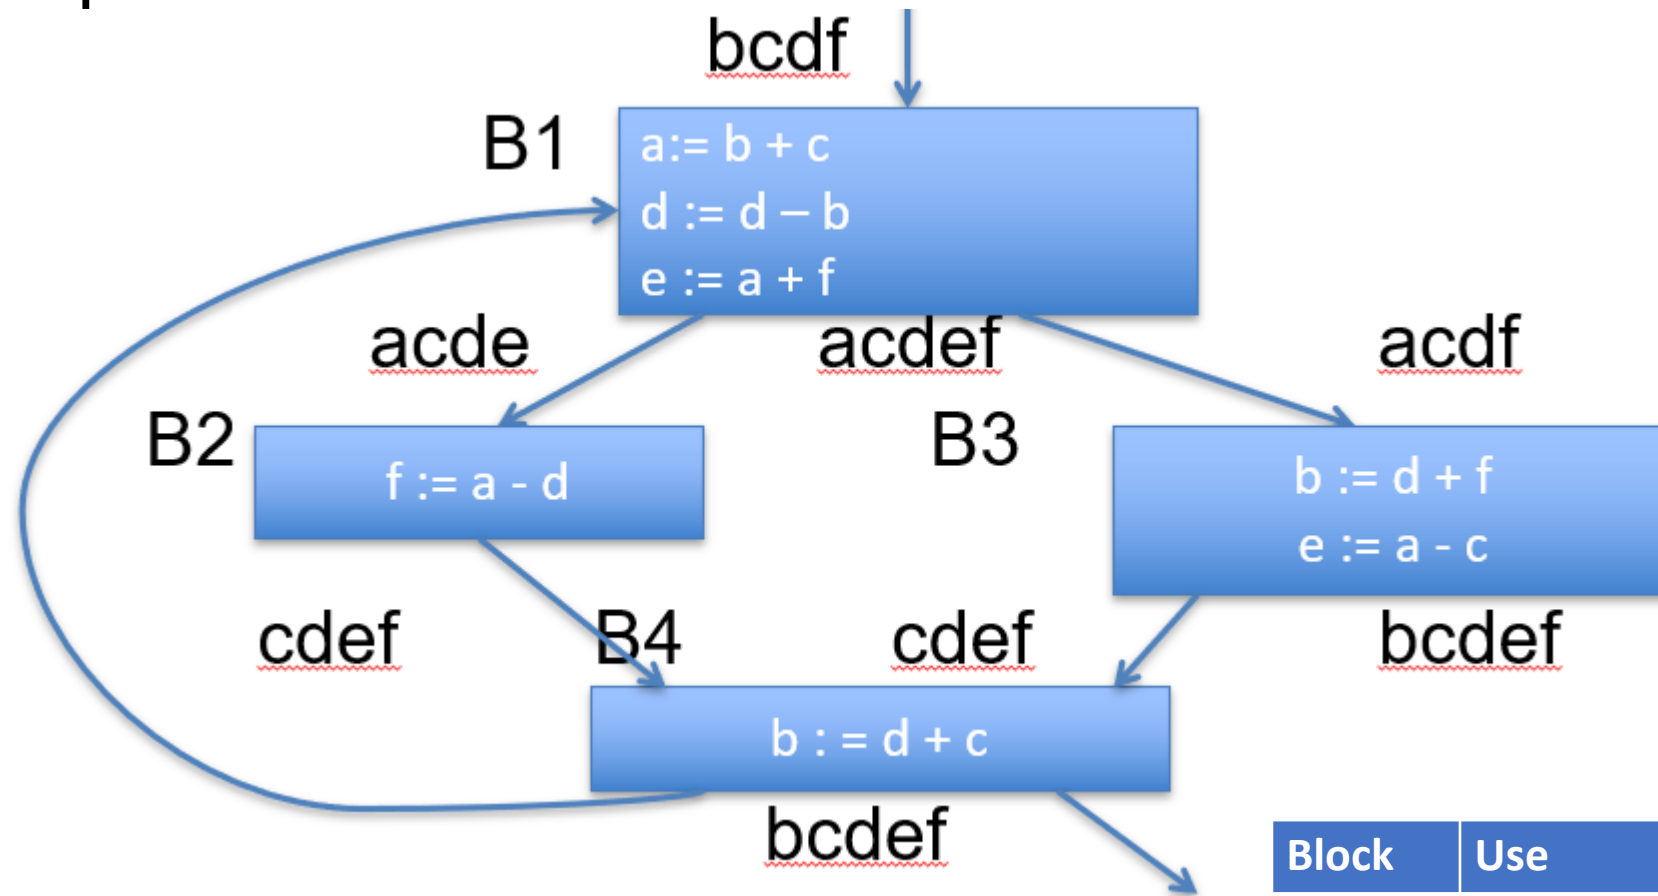 bcdf
B1
a:= b + c
d := d – b
e := a + f
acde
acdef
acdf
B2
f := a - d
B3
b := d + f
e := a - c
cdef
B4
cdef
bcdef
b : = d + c
bcdef
Block Use